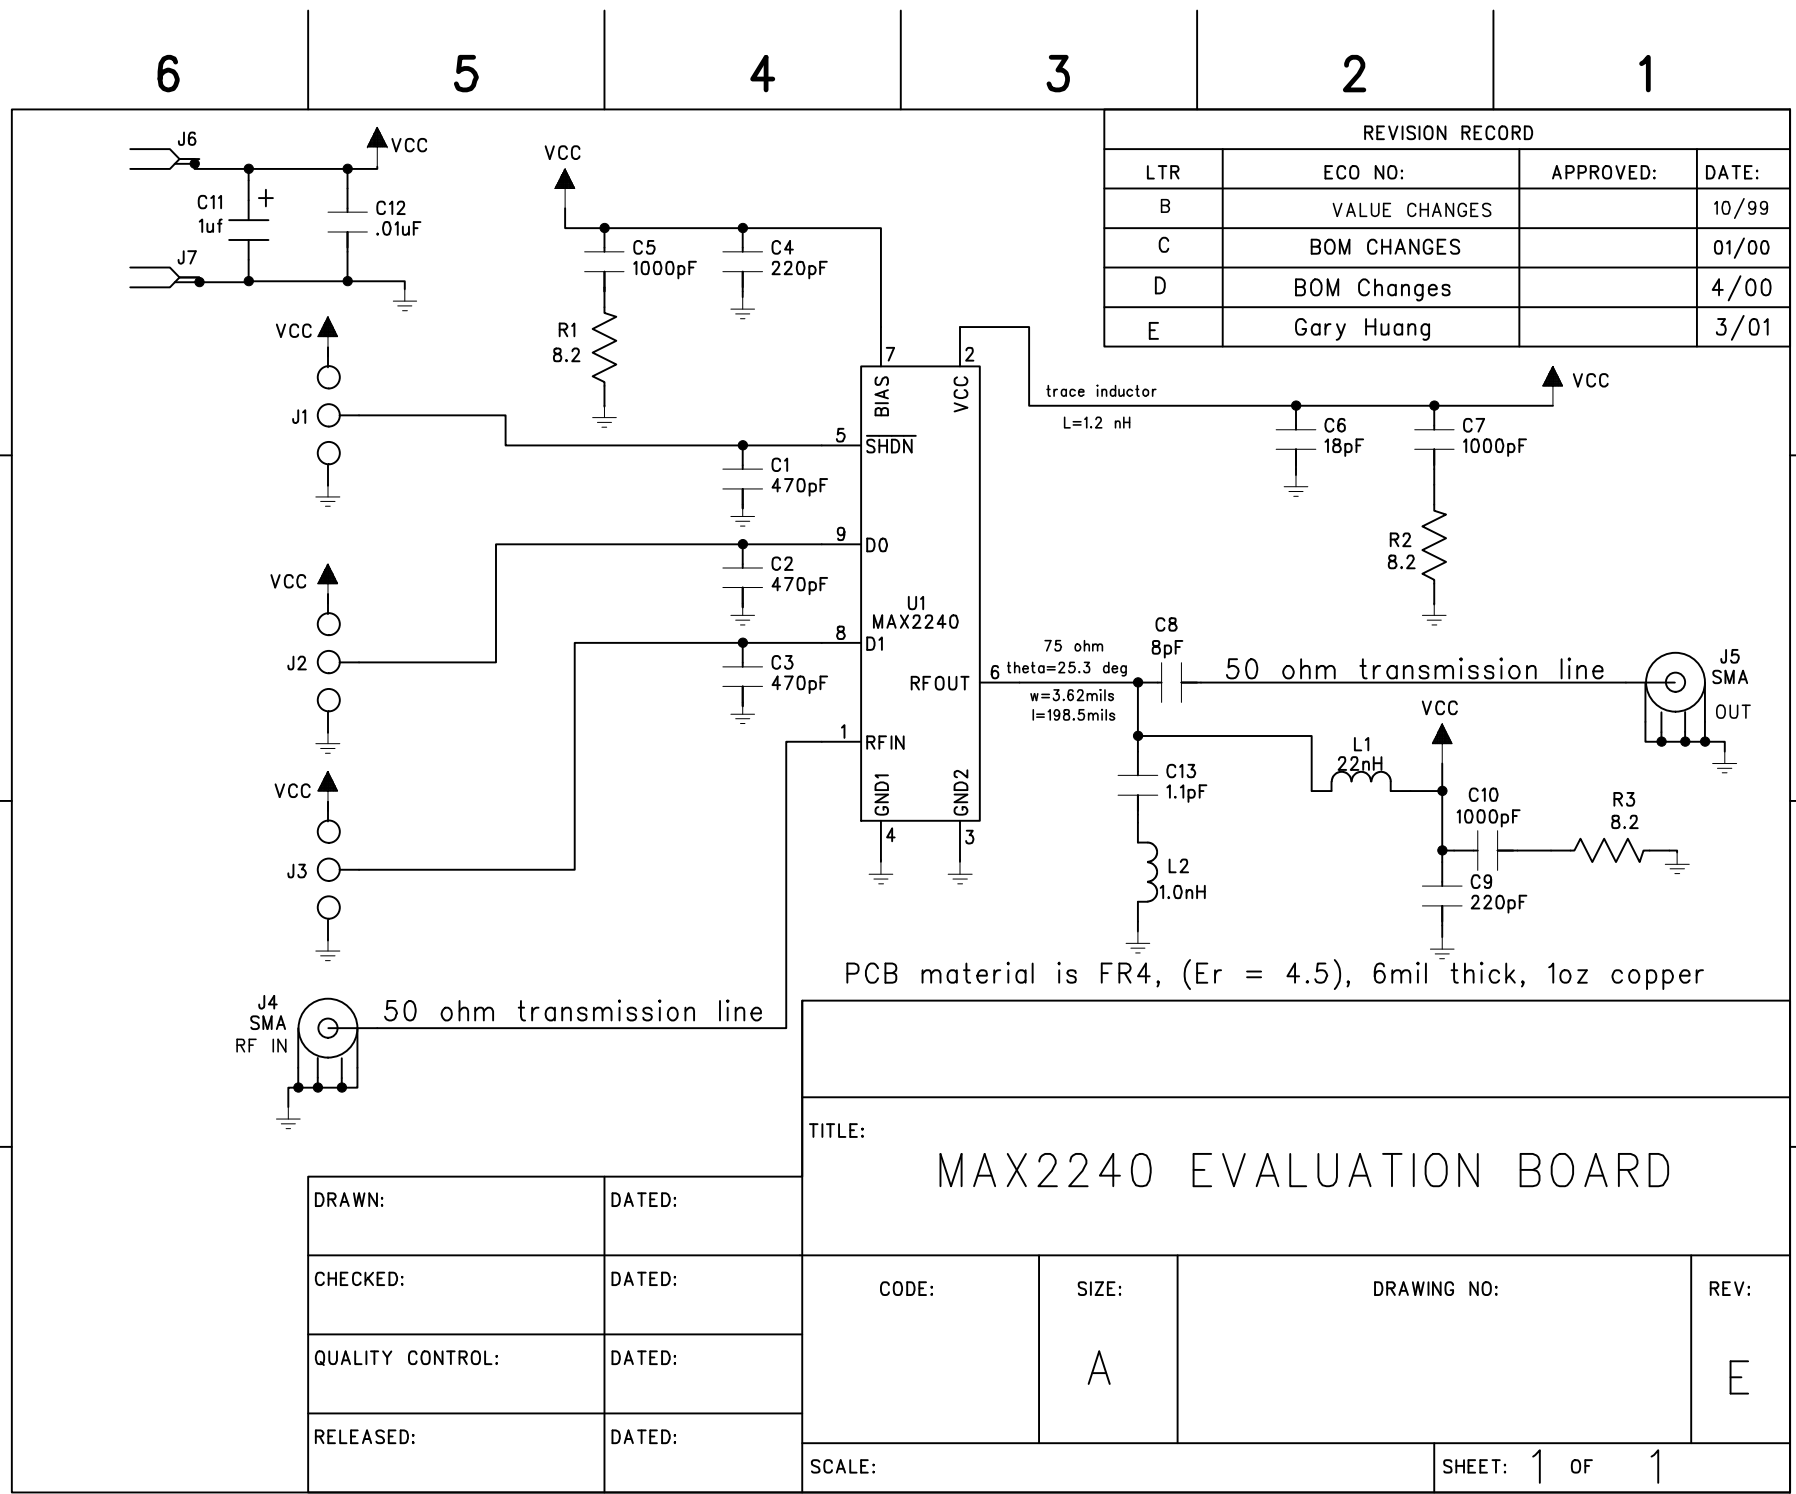 6 5 4 3 2 1
REVISION RECORD
LTR ECO NO: APPROVED: DATE:
B VALUE CHANGES 10/99
C BOM CHANGES 01/00
D BOM Changes 4/00
E Gary Huang 3/01
J6
VCC
C11
1uf
+
C12
.01uF
J7
VCC
C5
1000pF
C4
220pF
R1
8.2
VCC
J1
7
BIAS
2
VCC
5
SHDN
C1
470pF
9
D0
C2
470pF
8
D1
C3
470pF
U1
MAX2240
6
RFOUT
1
RFIN
GND1
4
GND2
3
trace inductor
L=1.2 nH
VCC
C6
18pF
C7
1000pF
R2
8.2
VCC
J2
VCC
J3
75 ohm
theta=25.3 deg
w=3.62mils
l=198.5mils
C8
8pF
50 ohm transmission line
J5
SMA
OUT
VCC
L1
22nH
C13
1.1pF
L2
1.0nH
C10
1000pF
R3
8.2
C9
220pF
PCB material is FR4, (Er = 4.5), 6mil thick, 1oz copper
J4
SMA
RF IN
50 ohm transmission line
TITLE:
MAX2240 EVALUATION BOARD
DRAWN: DATED:
CHECKED: DATED:
QUALITY CONTROL: DATED:
RELEASED: DATED:
CODE: SIZE: DRAWING NO: REV:
A E
SCALE: SHEET: 1 OF 1